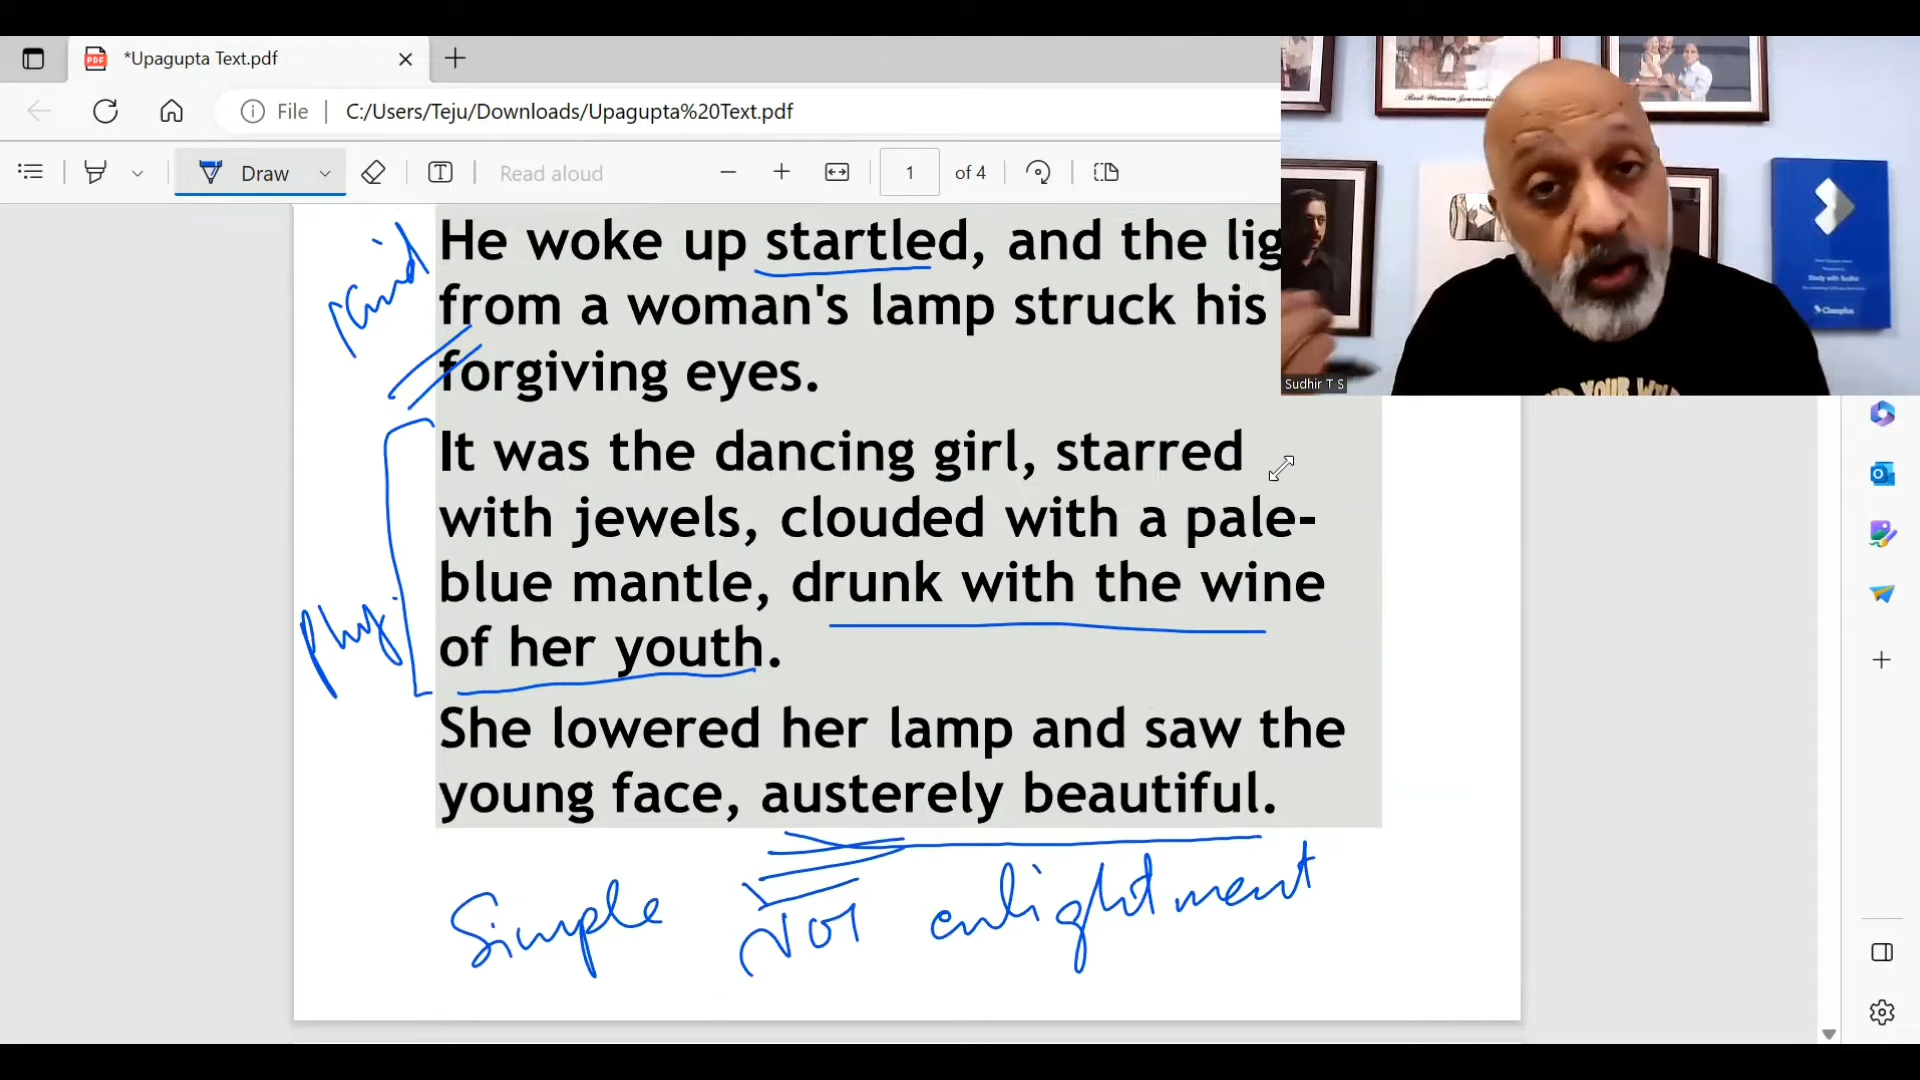 *Upagupta Text.pdf
File
C:/Users/Teju/Downloads/Upagupta%20Text.pdf
Draw
Read aloud
1 of 4
Sudhir T S
He woke up startled, and the lig
from a woman's lamp struck his
forgiving eyes.
It was the dancing girl, starred
with jewels, clouded with a pale-
blue mantle, drunk with the wine
of her youth.
phy.
She lowered her lamp and saw the
young face, austerely beautiful.
Simple NOT enlightment